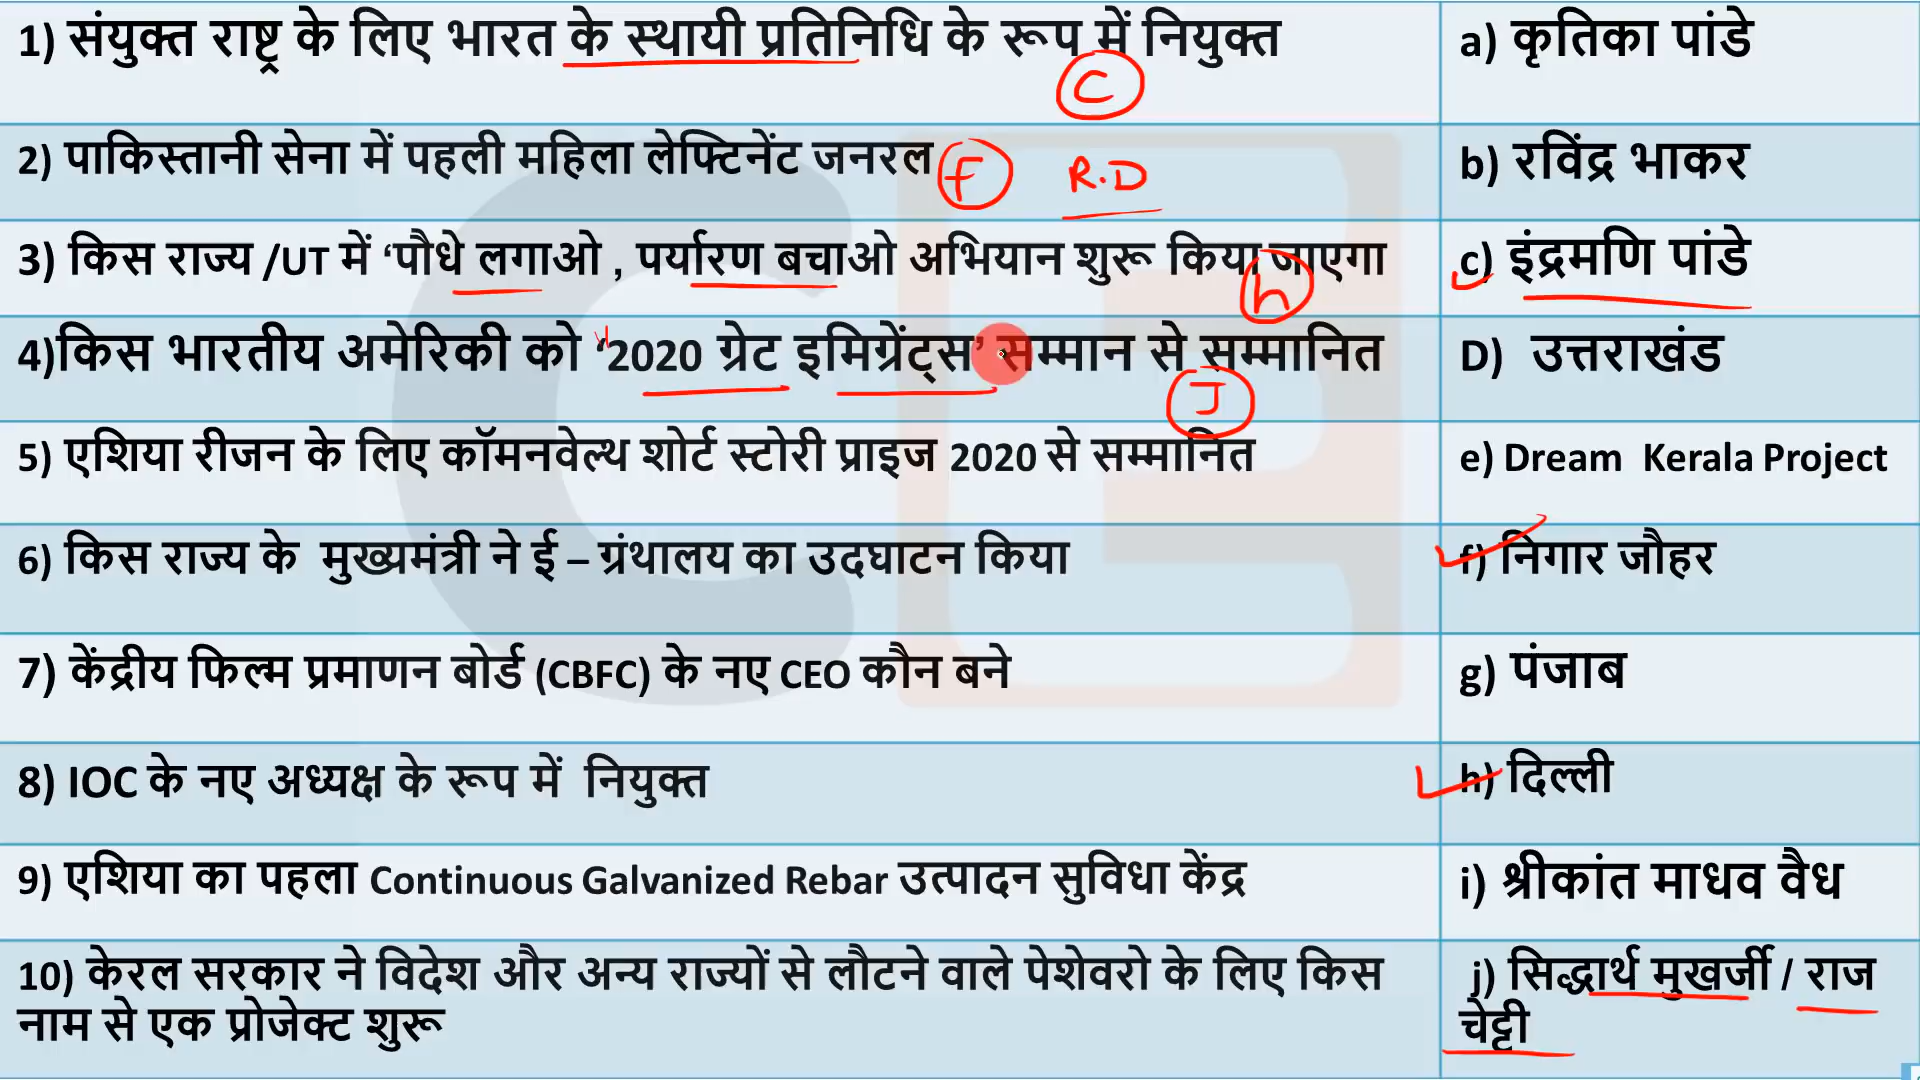 1) संयुक्त राष्ट्र के लिए भारत के स्थायी प्रतिनिधि के रूप में नियुक्त
a) कृतिका पांडे
C
2) पाकिस्तानी सेना में पहली महिला लेफ्टिनेंट जनरल
F
R.D
b) रविंद्र भाकर
3) किस राज्य /UT में ‘पौधे लगाओ , पर्यारण बचाओ अभियान शुरू किया जाएगा
h
c) इंद्रमणि पांडे
4)किस भारतीय अमेरिकी को ‘2020 ग्रेट इमिग्रेंट्स’ सम्मान से सम्मानित
J
D) उत्तराखंड
5) एशिया रीजन के लिए कॉमनवेल्थ शोर्ट स्टोरी प्राइज 2020 से सम्मानित
e) Dream Kerala Project
6) किस राज्य के मुख्यमंत्री ने ई – ग्रंथालय का उदघाटन किया
f) निगार जौहर
7) केंद्रीय फिल्म प्रमाणन बोर्ड (CBFC) के नए CEO कौन बने
g) पंजाब
8) IOC के नए अध्यक्ष के रूप में नियुक्त
h) दिल्ली
9) एशिया का पहला Continuous Galvanized Rebar उत्पादन सुविधा केंद्र
i) श्रीकांत माधव वैध
10) केरल सरकार ने विदेश और अन्य राज्यों से लौटने वाले पेशेवरो के लिए किस
नाम से एक प्रोजेक्ट शुरू
j) सिद्धार्थ मुखर्जी / राज
चेट्टी